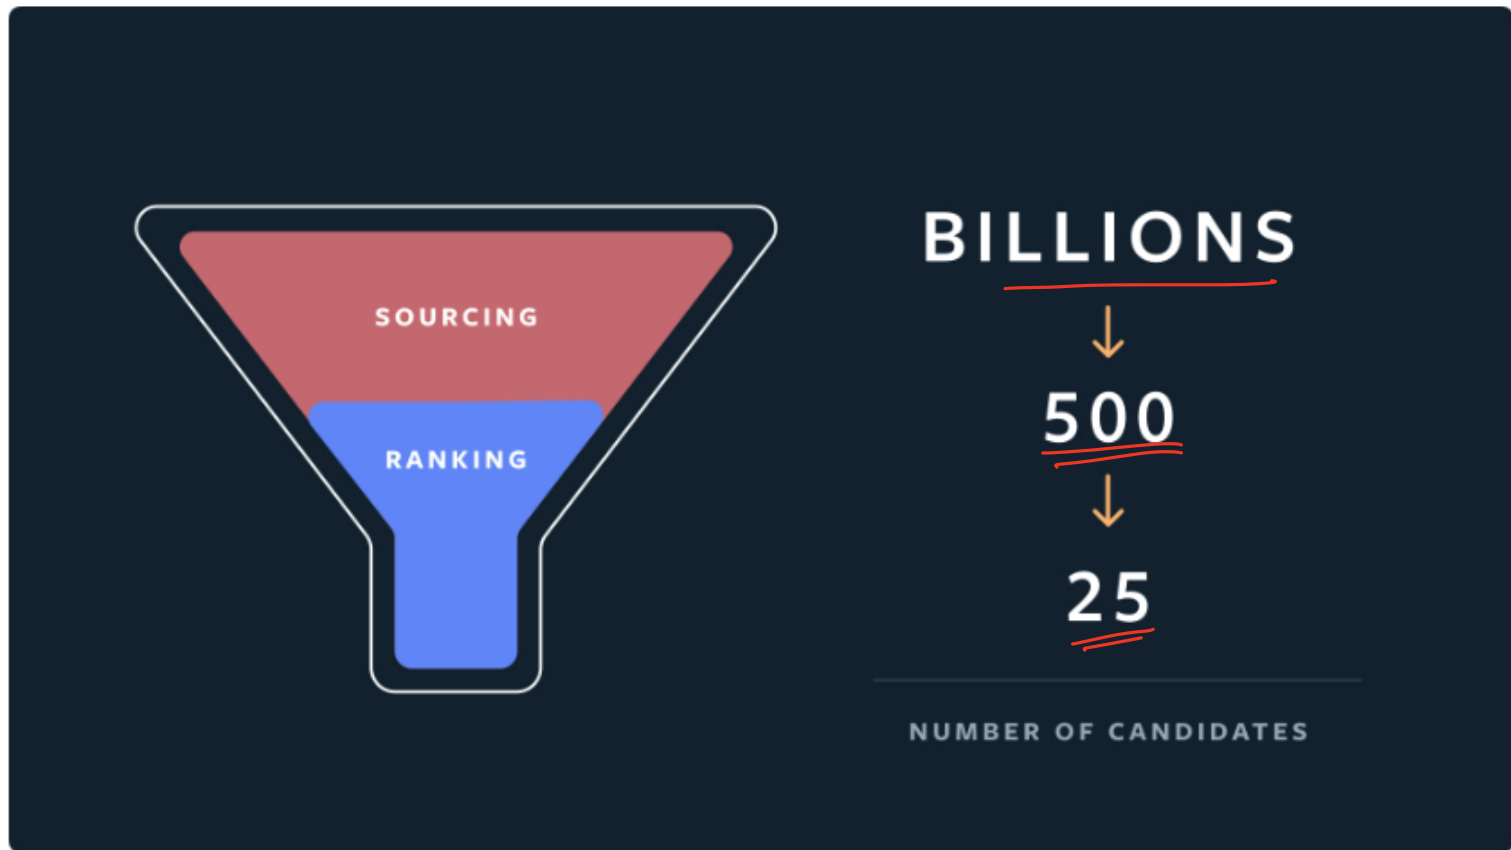 SOURCING
RANKING
BILLIONS
500
25
NUMBER OF CANDIDATES